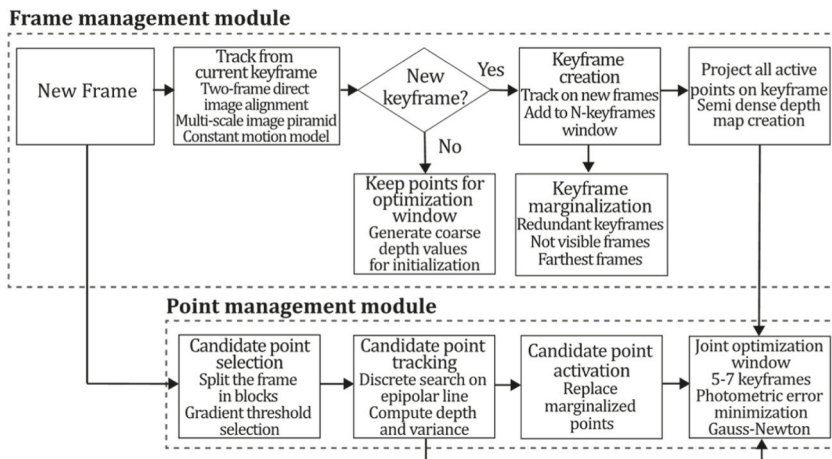 Frame management module
New Frame
Track from
current keyframe
Two-frame direct
image alignment
Multi-scale image piramid
Constant motion model
New
keyframe?
Yes
No
Keyframe
creation
Track on new frames
Add to N-keyframes
window
Project all active
points on keyframe
Semi dense depth
map creation
Keep points for
optimization
window
Generate coarse
depth values
for initialization
Keyframe
marginalization
Redundant keyframes
Not visible frames
Farthest frames
Point management module
Candidate point
selection
Split the frame
in blocks
Gradient threshold
selection
Candidate point
tracking
Discrete search on
epipolar line
Compute depth
and variance
Candidate point
activation
Replace
marginalized
points
Joint optimization
window
5-7 keyframes
Photometric error
minimization
Gauss-Newton